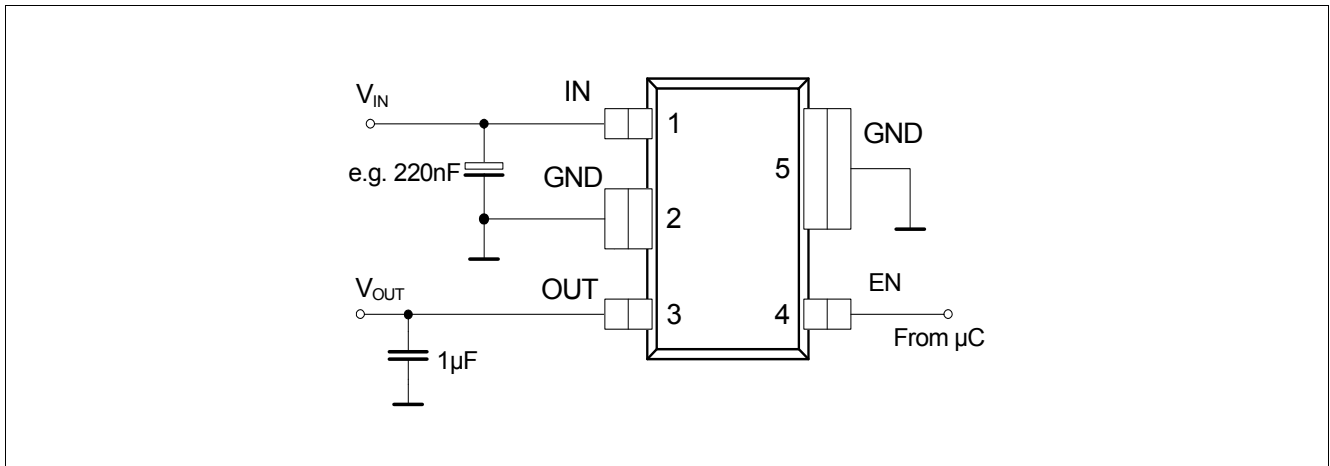 V_IN
IN
1
e.g. 220nF
GND
2
V_OUT
OUT
3
1µF
GND
5
EN
4
From µC